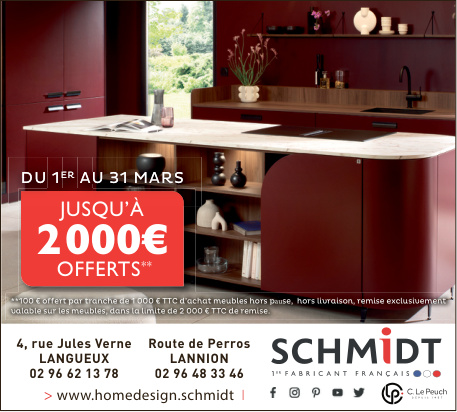 DU 1ER AU 31 MARS
JUSQU'À
2 000€
OFFERTS**
**100 € offert par tranche de 1 000 € TTC d'achat meubles hors pause, hors livraison, remise exclusivement
valable sur les meubles, dans la limite de 2 000 € TTC de remise.
4, rue Jules Verne
LANGUEUX
02 96 62 13 78
Route de Perros
LANNION
02 96 48 33 46
> www.homedesign.schmidt
SCHMiDT
1ER FABRICANT FRANÇAIS
CLP
C. Le Peuch